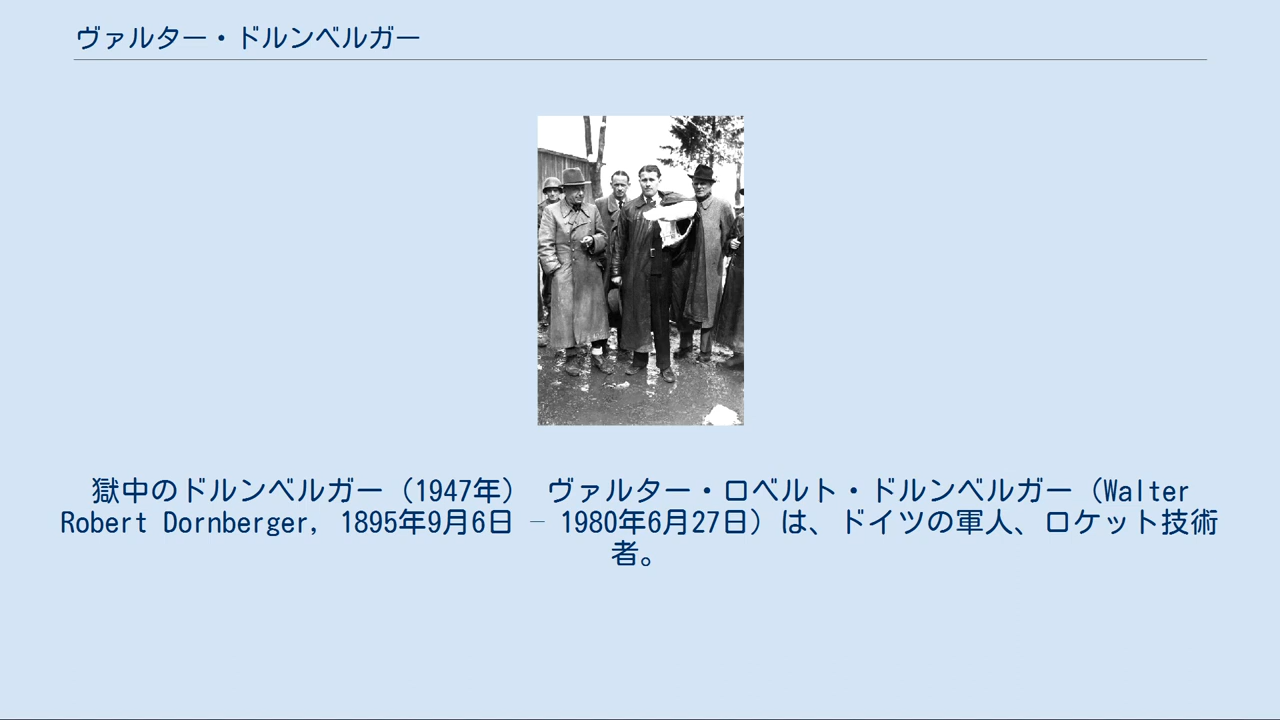 ヴァルター・ドルンベルガー
獄中のドルンベルガー（1947年） ヴァルター・ロベルト・ドルンベルガー（Walter
Robert Dornberger, 1895年9月6日 – 1980年6月27日）は、ドイツの軍人、ロケット技術
者。